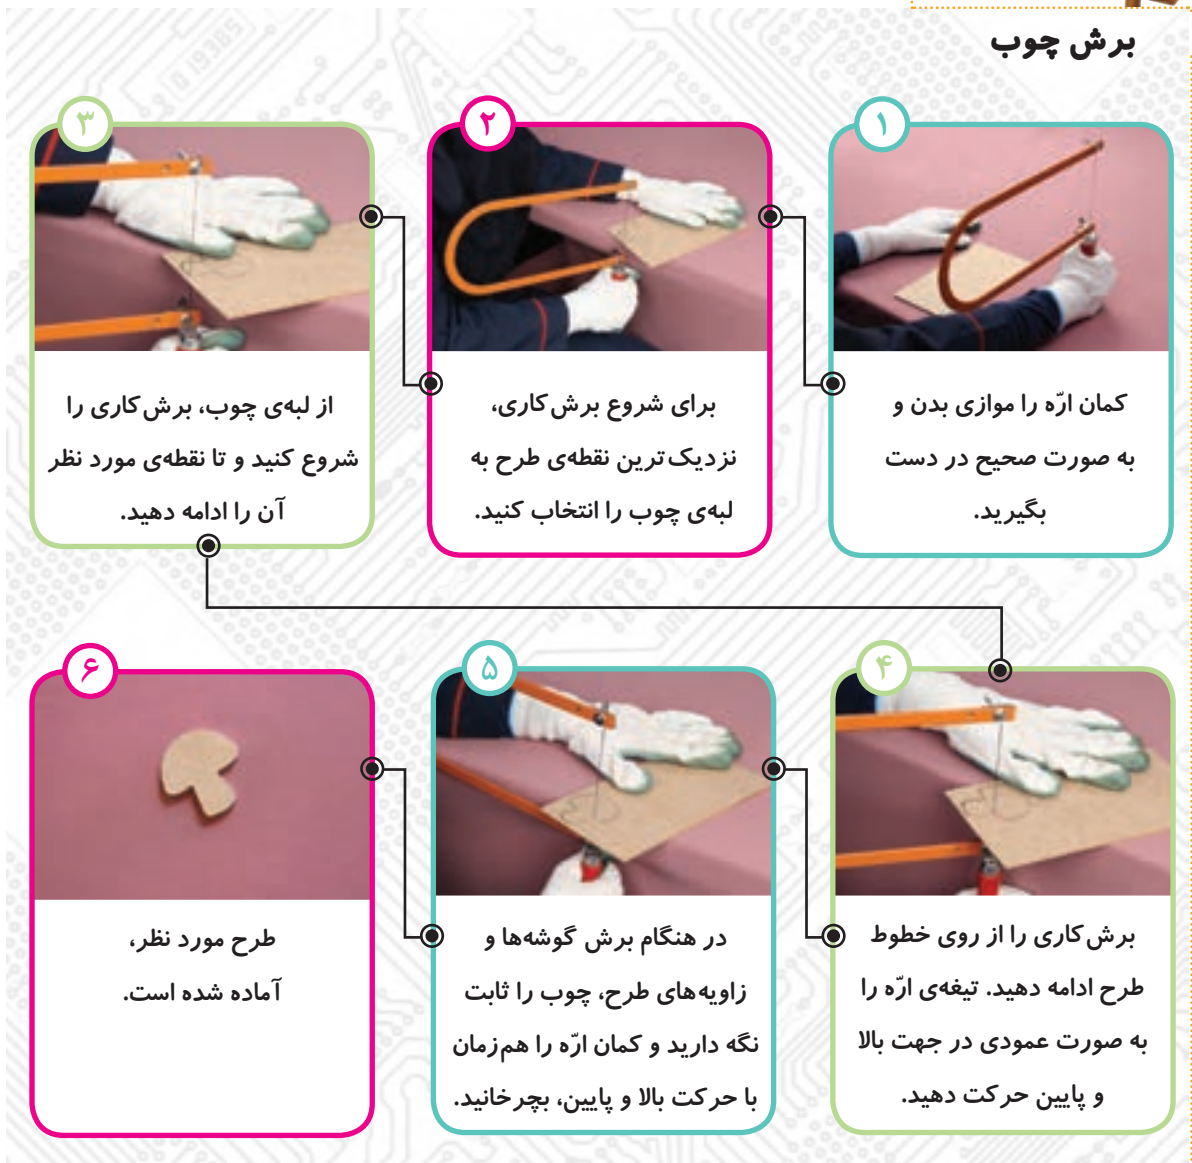 برش چوب
۱
کمان ارّه را موازی بدن و
به صورت صحیح در دست
بگیرید.
۲
برای شروع برش‌کاری،
نزدیک‌ترین نقطه‌ی طرح به
لبه‌ی چوب را انتخاب کنید.
۳
از لبه‌ی چوب، برش‌کاری را
شروع کنید و تا نقطه‌ی مورد نظر
آن را ادامه دهید.
۴
برش‌کاری را از روی خطوط
طرح ادامه دهید. تیغه‌ی ارّه را
به صورت عمودی در جهت بالا
و پایین حرکت دهید.
۵
در هنگام برش گوشه‌ها و
زاویه‌های طرح، چوب را ثابت
نگه دارید و کمان ارّه را هم‌زمان
با حرکت بالا و پایین، بچرخانید.
۶
طرح مورد نظر،
آماده شده است.